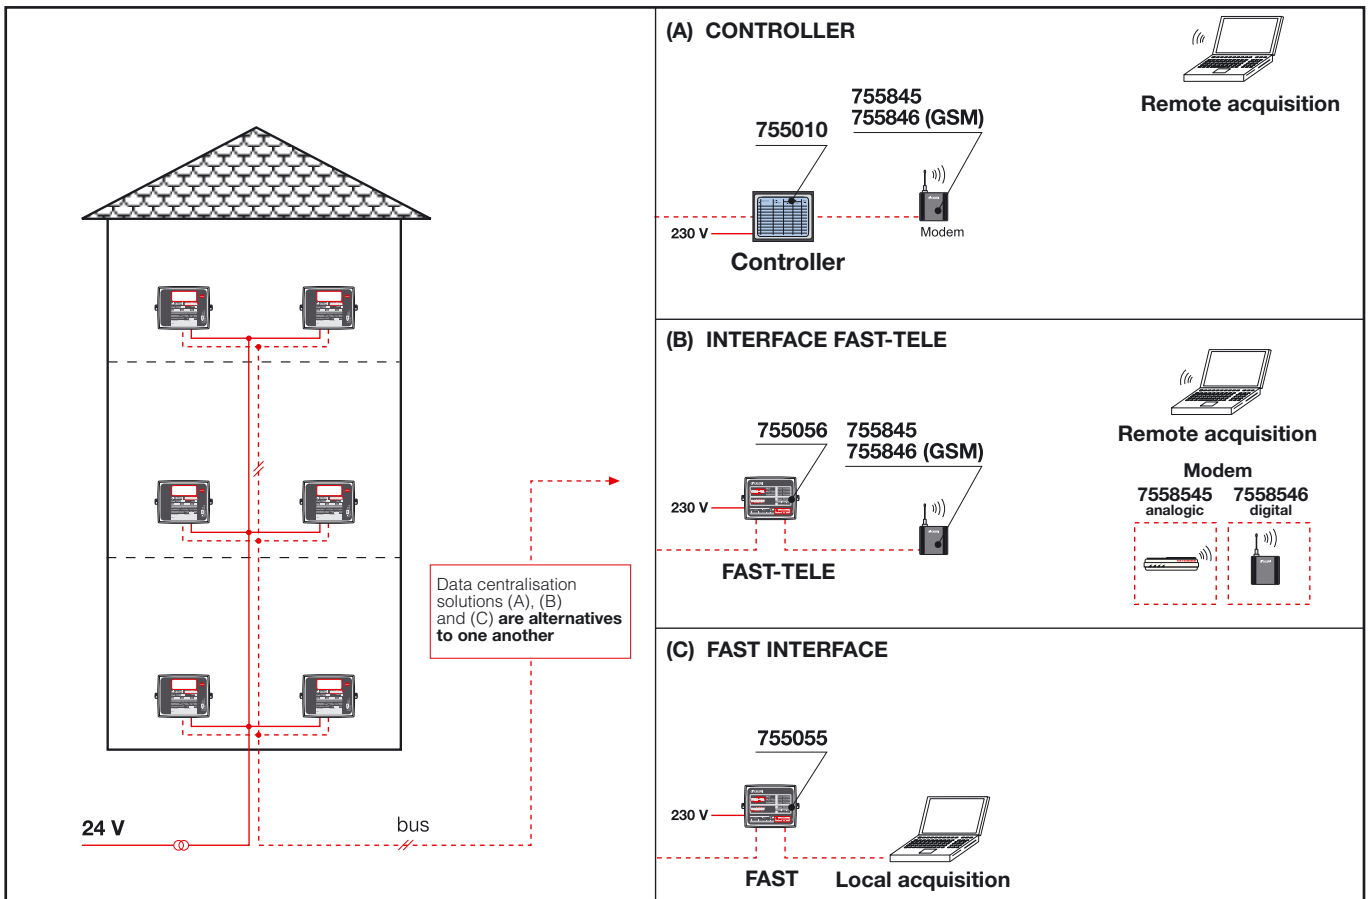 24 V
bus
Data centralisation
solutions (A), (B)
and (C) are alternatives
to one another
(A) CONTROLLER
Remote acquisition
755845
755846 (GSM)
755010
230 V
Modem
Controller
(B) INTERFACE FAST-TELE
Remote acquisition
755056
755845
755846 (GSM)
230 V
FAST-TELE
Modem
7558545
analogic
7558546
digital
(C) FAST INTERFACE
755055
230 V
FAST
Local acquisition